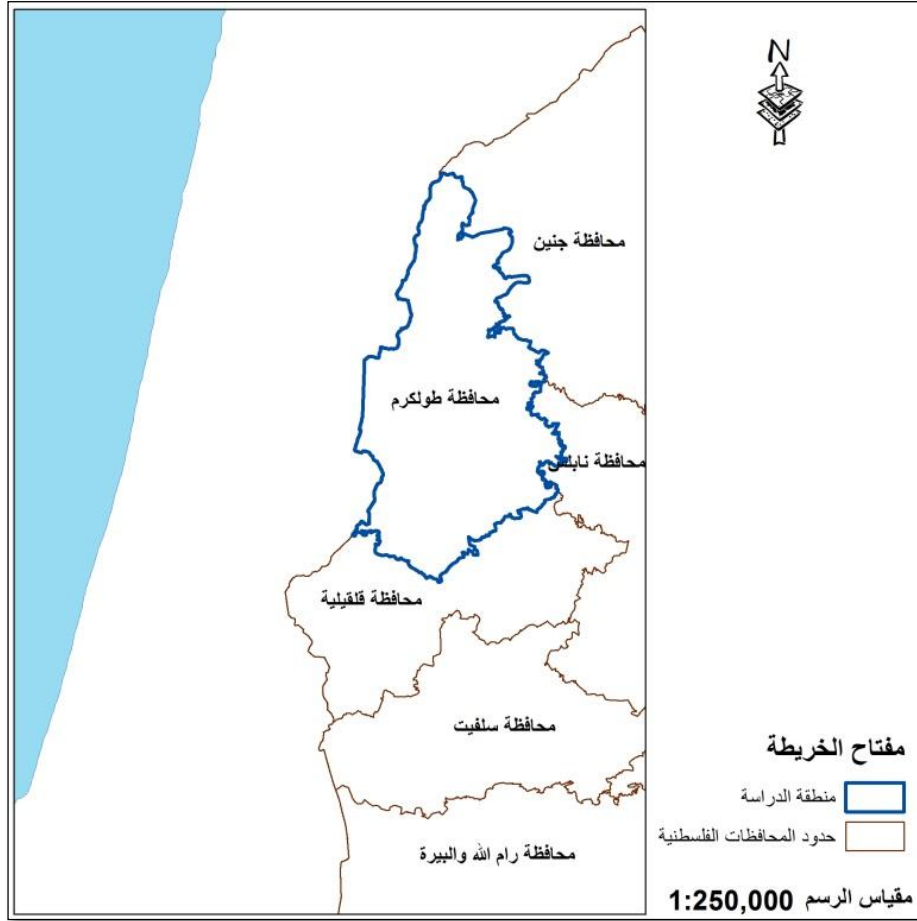 N
محافظة جنين
محافظة طولكرم
محافظة نابلس
محافظة قلقيلية
محافظة سلفيت
محافظة رام الله والبيرة
مفتاح الخريطة
منطقة الدراسة
حدود المحافظات الفلسطنية
مقياس الرسم 1:250,000